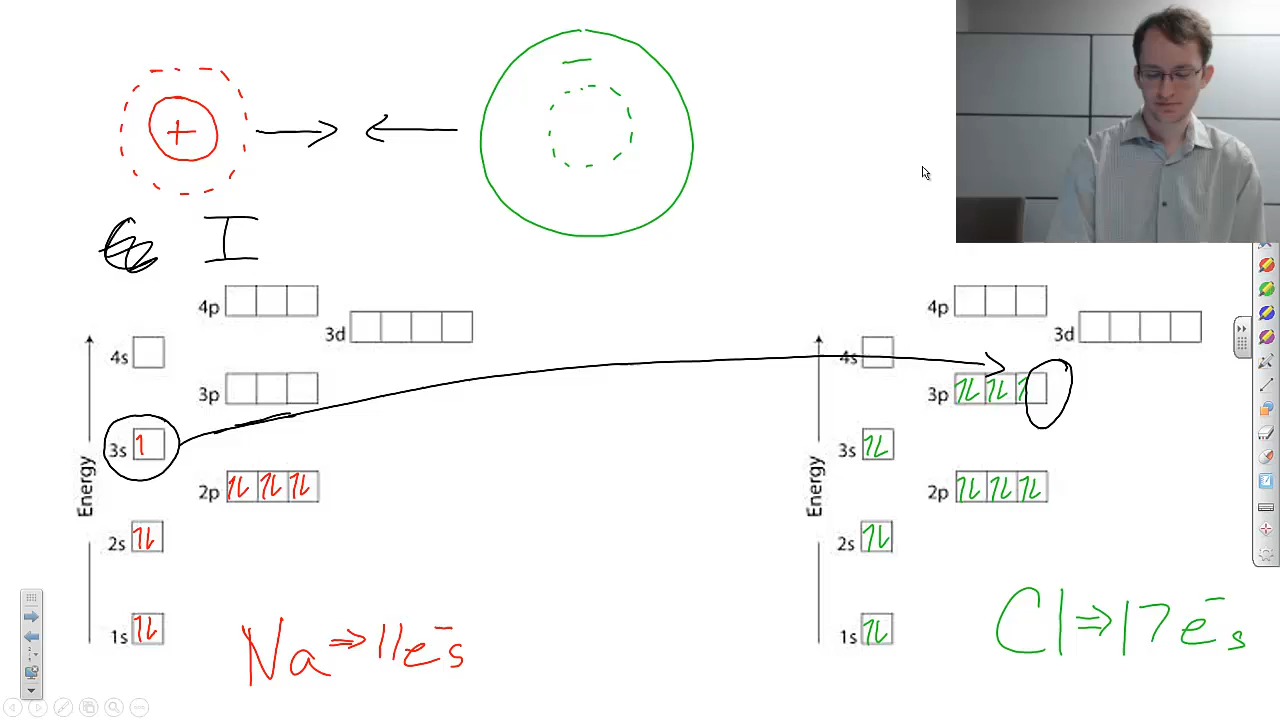 +
–
I
4p
3d
4s
3p
3s
2p
2s
1s
Energy
Na ⇒ 11 e⁻s
4p
3d
4s
3p
3s
2p
2s
1s
Energy
Cl ⇒ 17 e⁻s